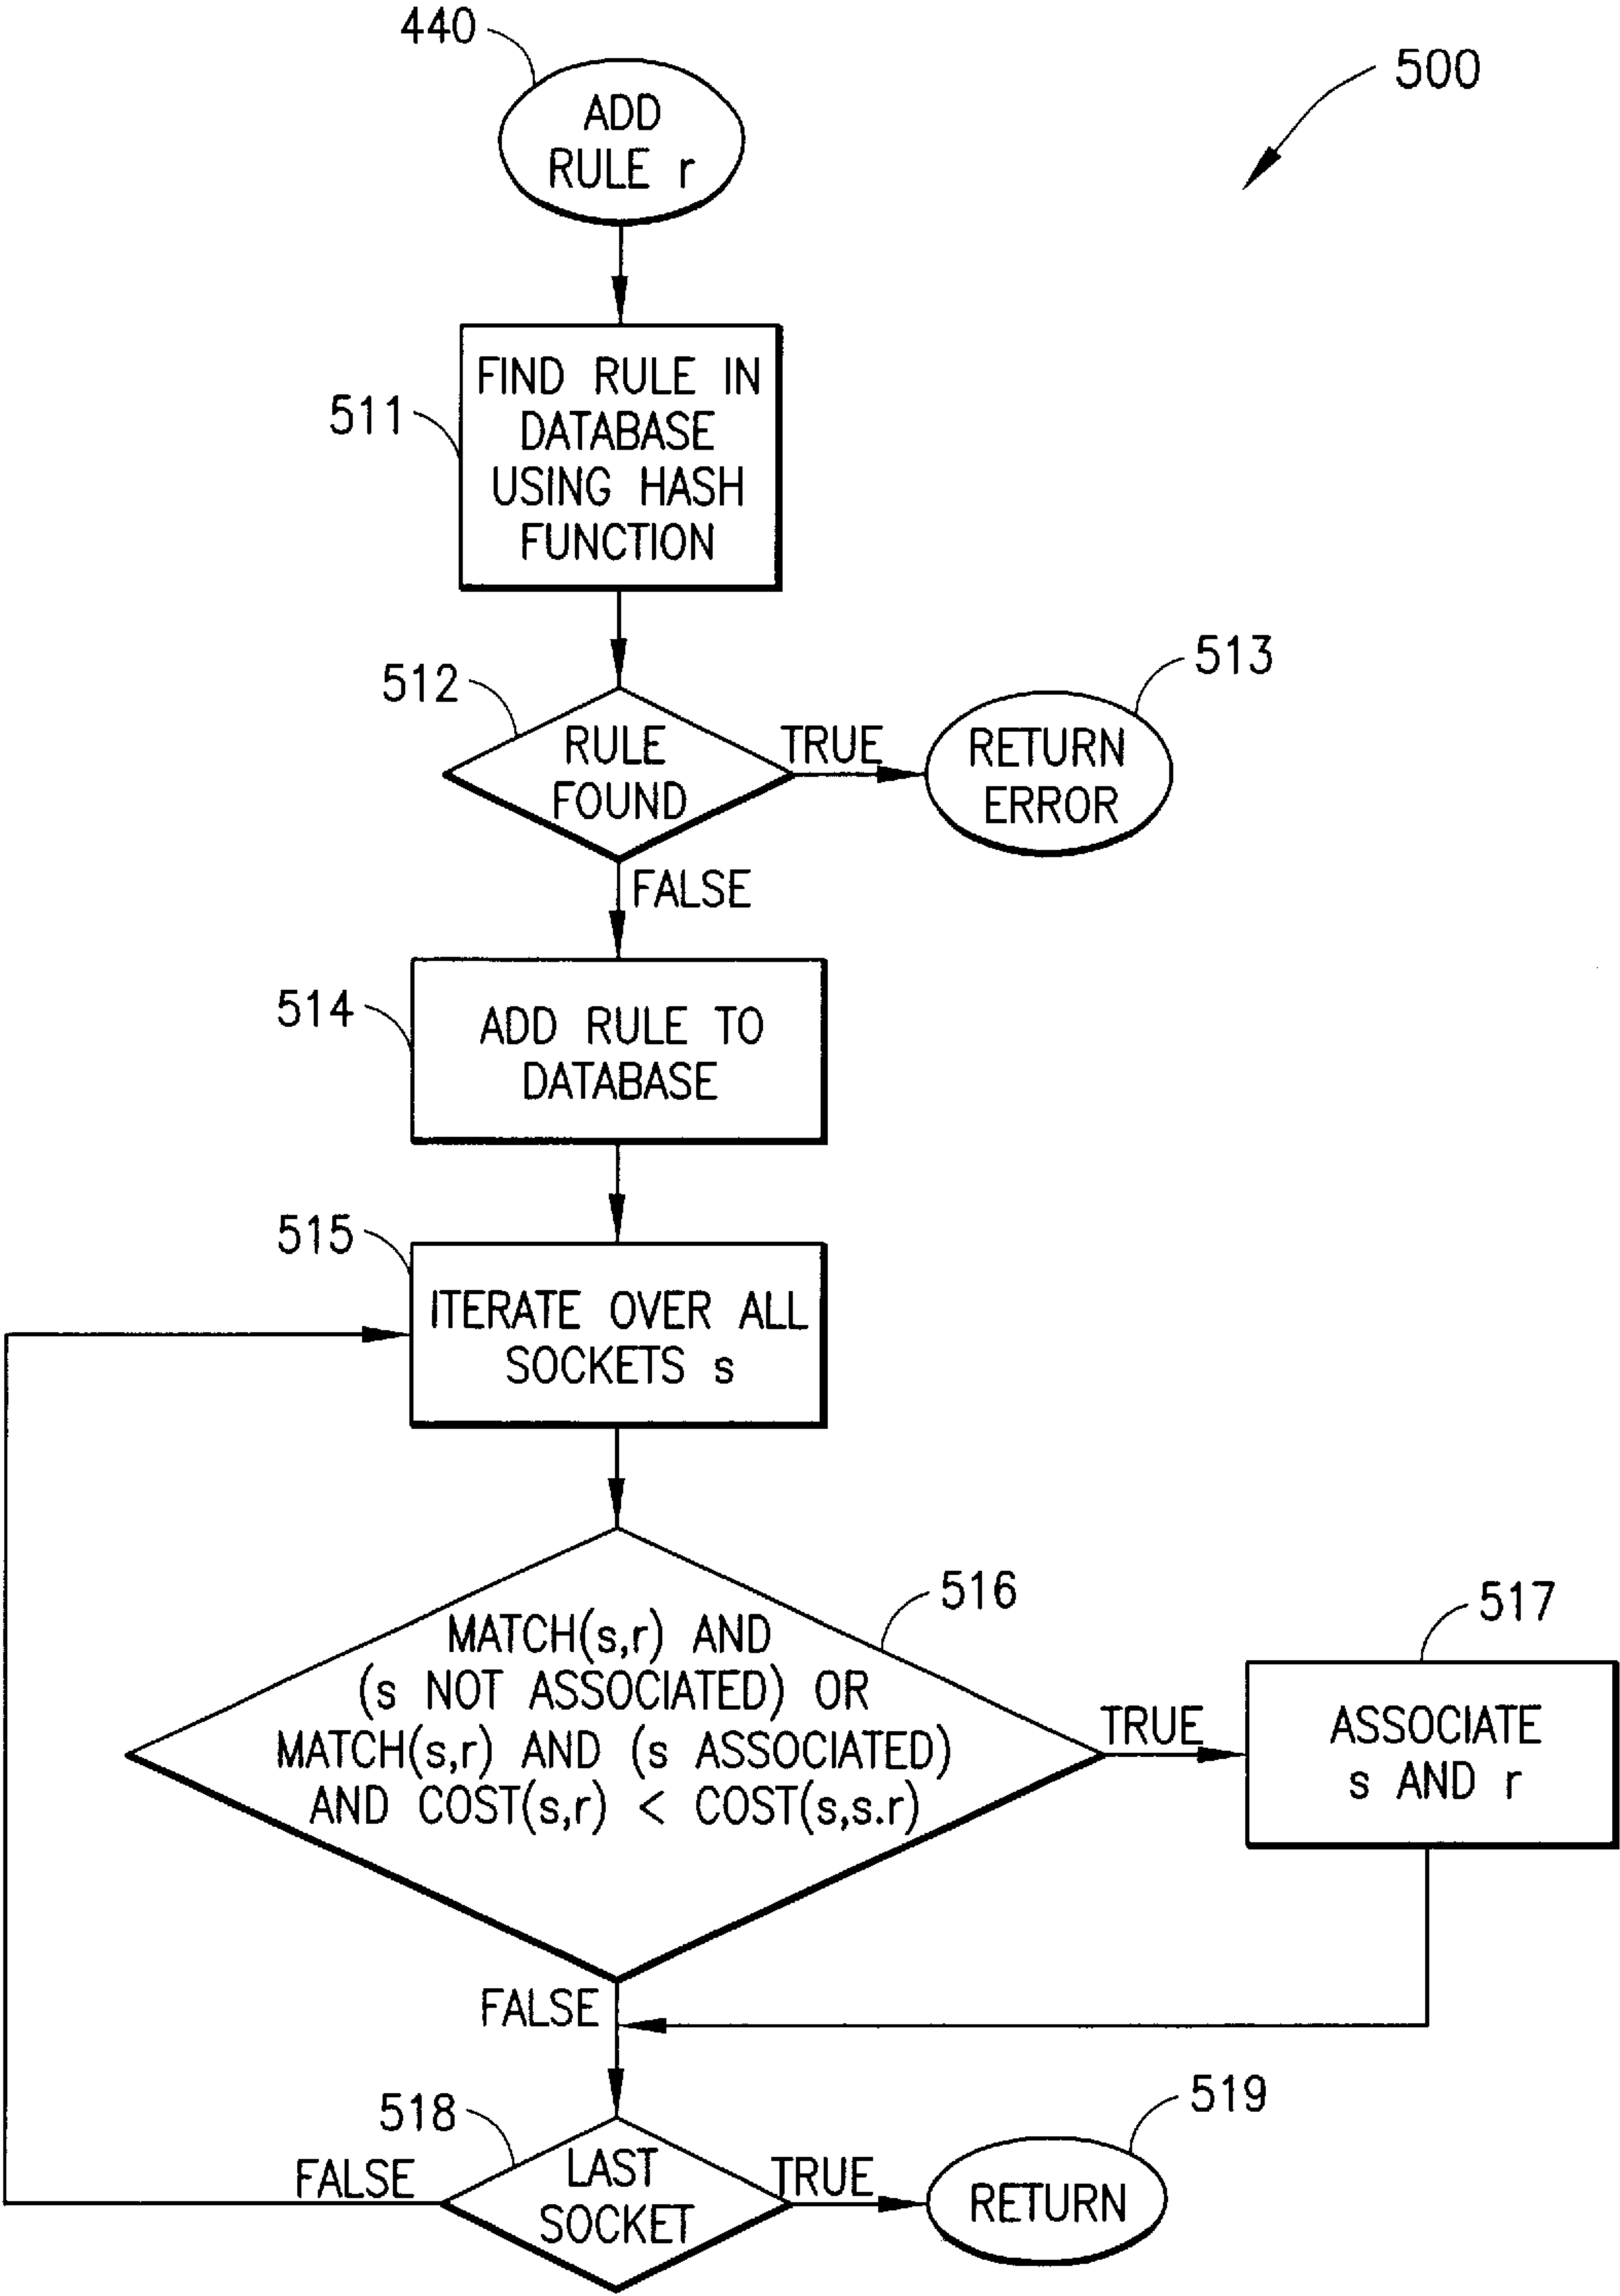 440
ADD
RULE r
500
511
FIND RULE IN
DATABASE
USING HASH
FUNCTION
512
RULE
FOUND
TRUE
513
RETURN
ERROR
FALSE
514
ADD RULE TO
DATABASE
515
ITERATE OVER ALL
SOCKETS s
516
MATCH(s,r) AND
(s NOT ASSOCIATED) OR
MATCH(s,r) AND (s ASSOCIATED)
AND COST(s,r) < COST(s,s.r)
TRUE
517
ASSOCIATE
s AND r
FALSE
518
LAST
SOCKET
FALSE
TRUE
519
RETURN